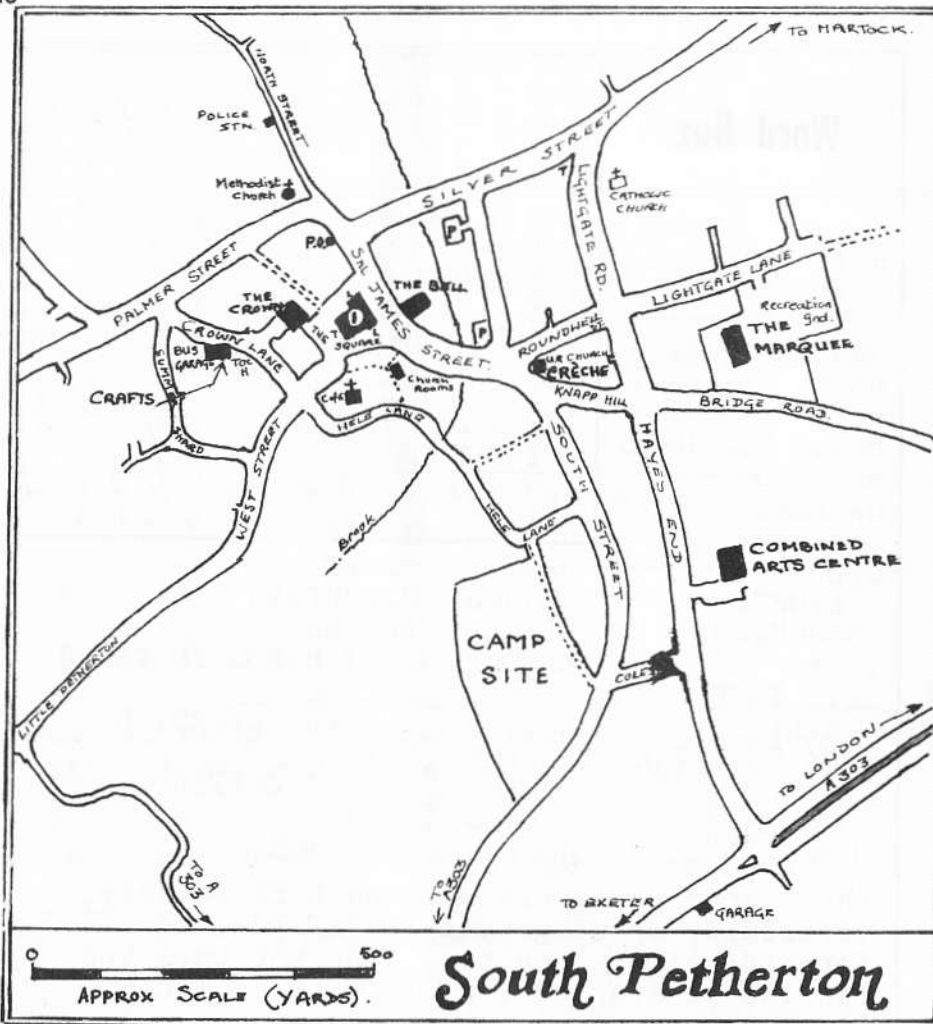 TO MARTOCK.
NORTH STREET
POLICE
STN.
Methodist
Church
SILVER STREET
LIGHTGATE RD.
CATHOLIC
CHURCH
P
P.O.
PALMER STREET
ST. JAMES STREET
THE BELL
THE
CROWN
THE
SQUARE
LIGHTGATE LANE
Recreation
Gnd.
THE
MARQUEE
ROUNDWELL ST.
P
CROWN LANE
BUS
GARAGE
TOC
H
U.R. CHURCH
CRECHE
KNAPP HILL
BRIDGE ROAD.
CRAFTS
SHARD
C of E
Church
Rooms
HELE LANE
WEST STREET
SOUTH STREET
HAYES END
Brook
HELE LANE
COMBINED
ARTS CENTRE
CAMP
SITE
LITTLE PETHERTON
TO LONDON
A303
TO A
303
TO
A303
TO EXETER
GARAGE
0 500
APPROX SCALE (YARDS).
South Petherton